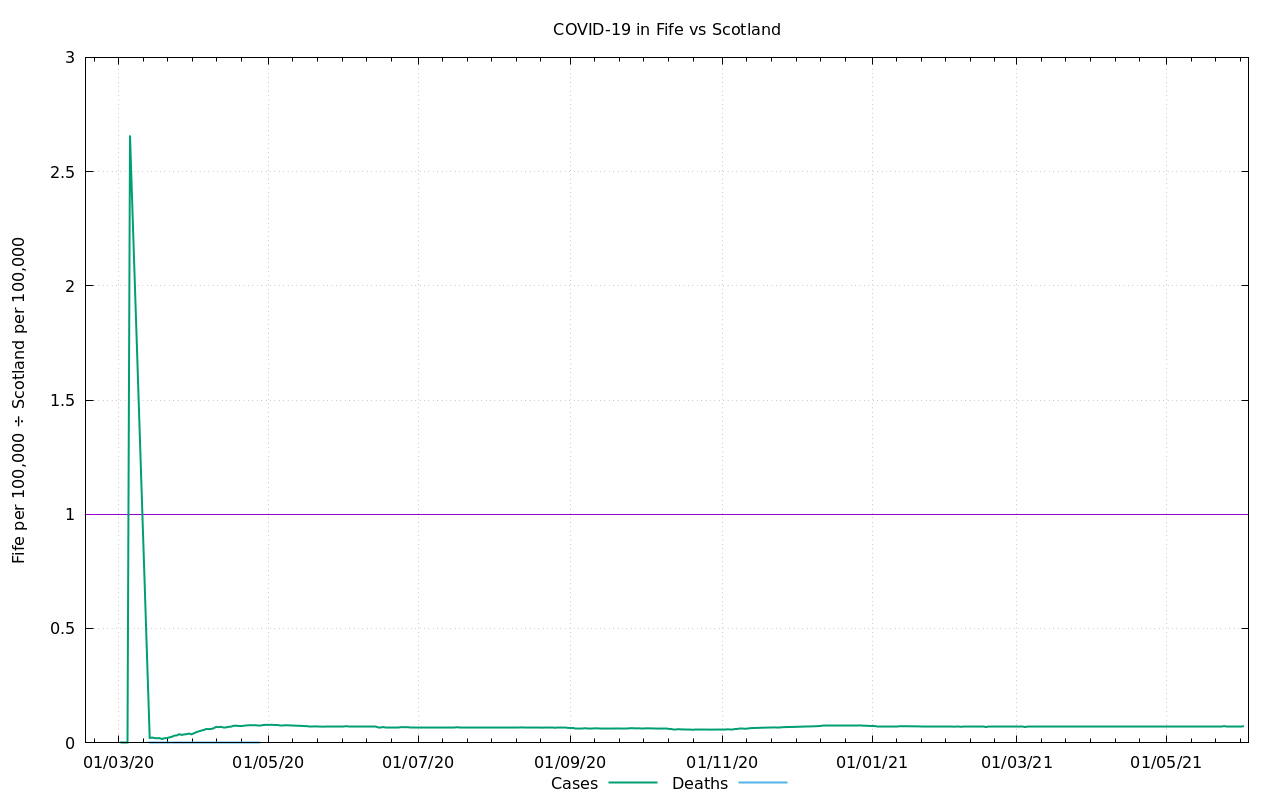 COVID-19 in Fife vs Scotland
Fife per 100,000 ÷ Scotland per 100,000
3
2.5
2
1.5
1
0.5
0
01/03/20 01/05/20 01/07/20 01/09/20 01/11/20 01/01/21 01/03/21 01/05/21
Cases Deaths